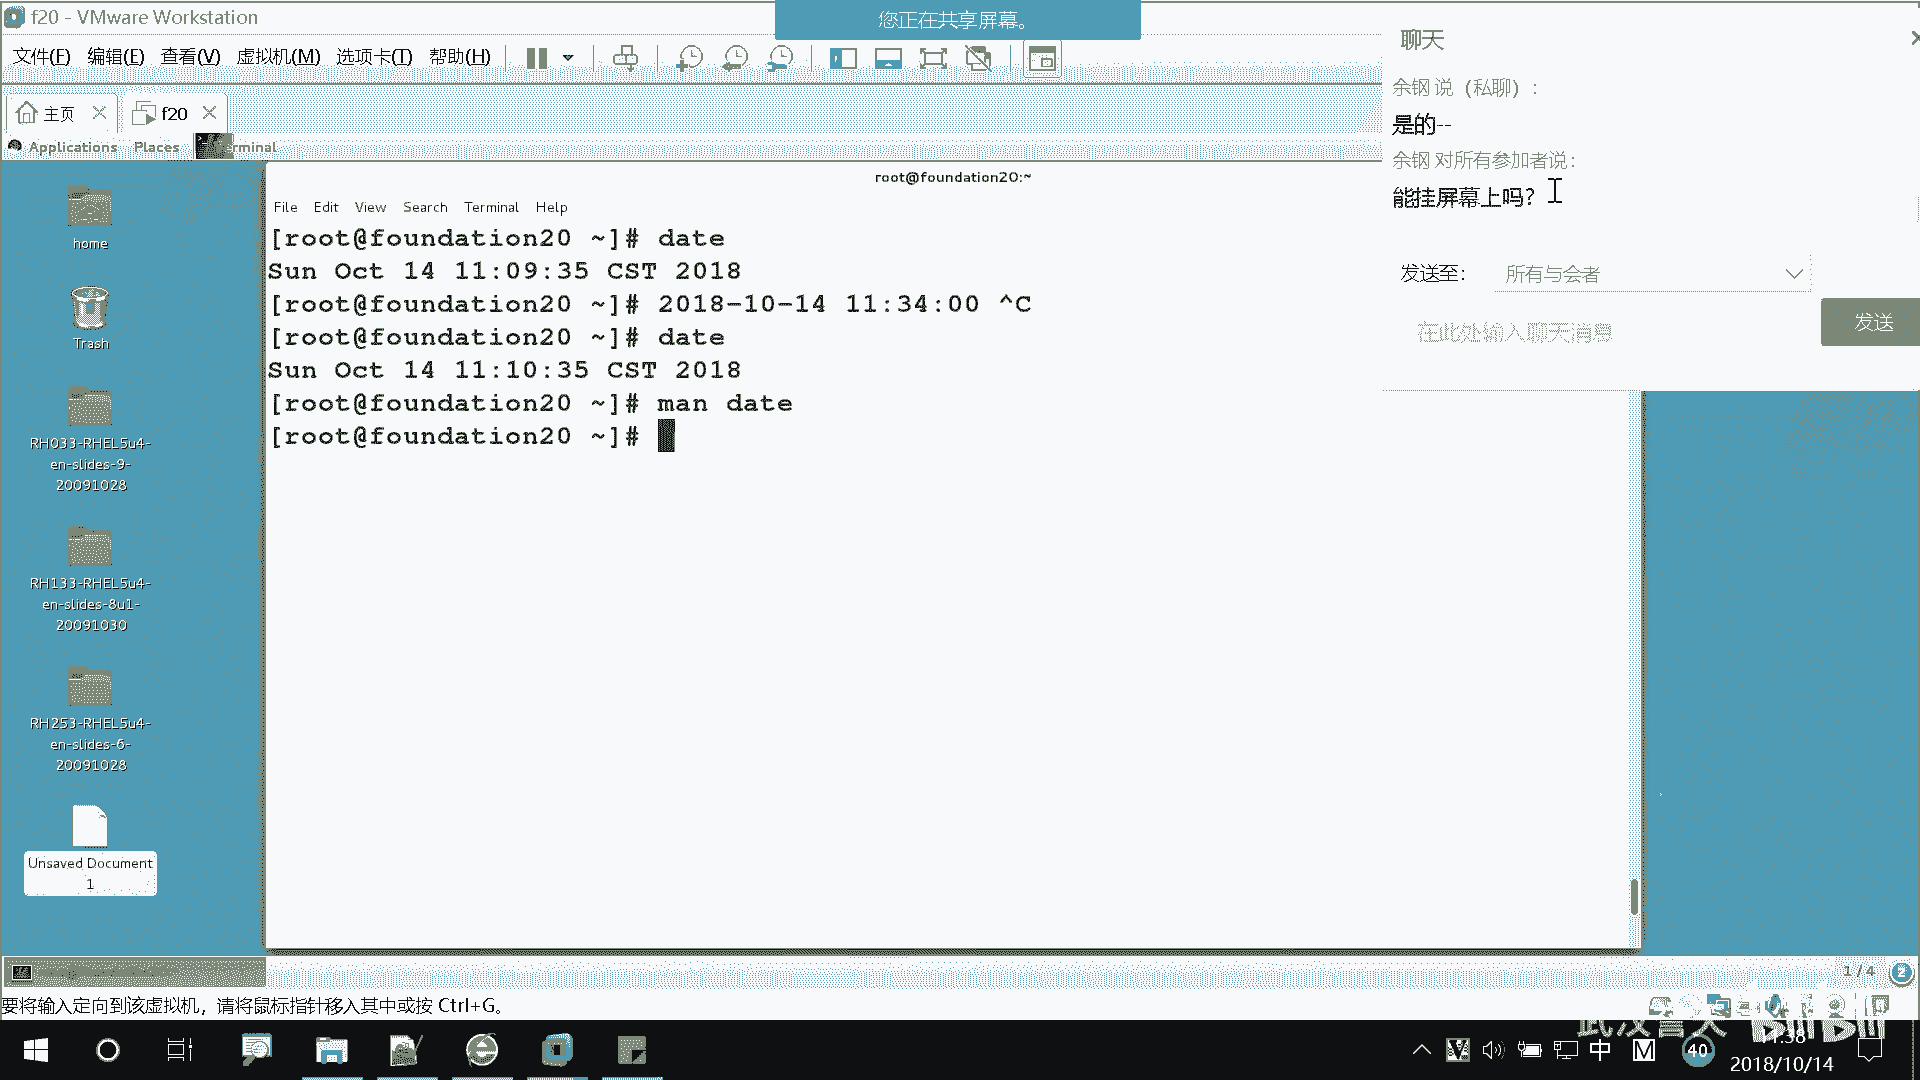 f20 - VMware Workstation
您正在共享屏幕。
文件(F) 编辑(E) 查看(V) 虚拟机(M) 选项卡(T) 帮助(H)
主页 f20
Applications Places
聊天
余钢 说 (私聊) :
是的--
余钢 对所有参加者说:
能挂屏幕上吗?
发送至: 所有与会者
在此处输入聊天消息
发送
root@foundation20:~
File Edit View Search Terminal Help
[root@foundation20 ~]# date
Sun Oct 14 11:09:35 CST 2018
[root@foundation20 ~]# 2018-10-14 11:34:00 ^C
[root@foundation20 ~]# date
Sun Oct 14 11:10:35 CST 2018
[root@foundation20 ~]# man date
[root@foundation20 ~]#
home
Trash
RH033-RHEL5u4-
en-slides-9-
20091028
RH133-RHEL5u4-
en-slides-8u1-
20091030
RH253-RHEL5u4-
en-slides-6-
20091028
Unsaved Document
1
1 / 4
2
要将输入定向到该虚拟机，请将鼠标指针移入其中或按 Ctrl+G。
bilibili
中
M
40
2018/10/14